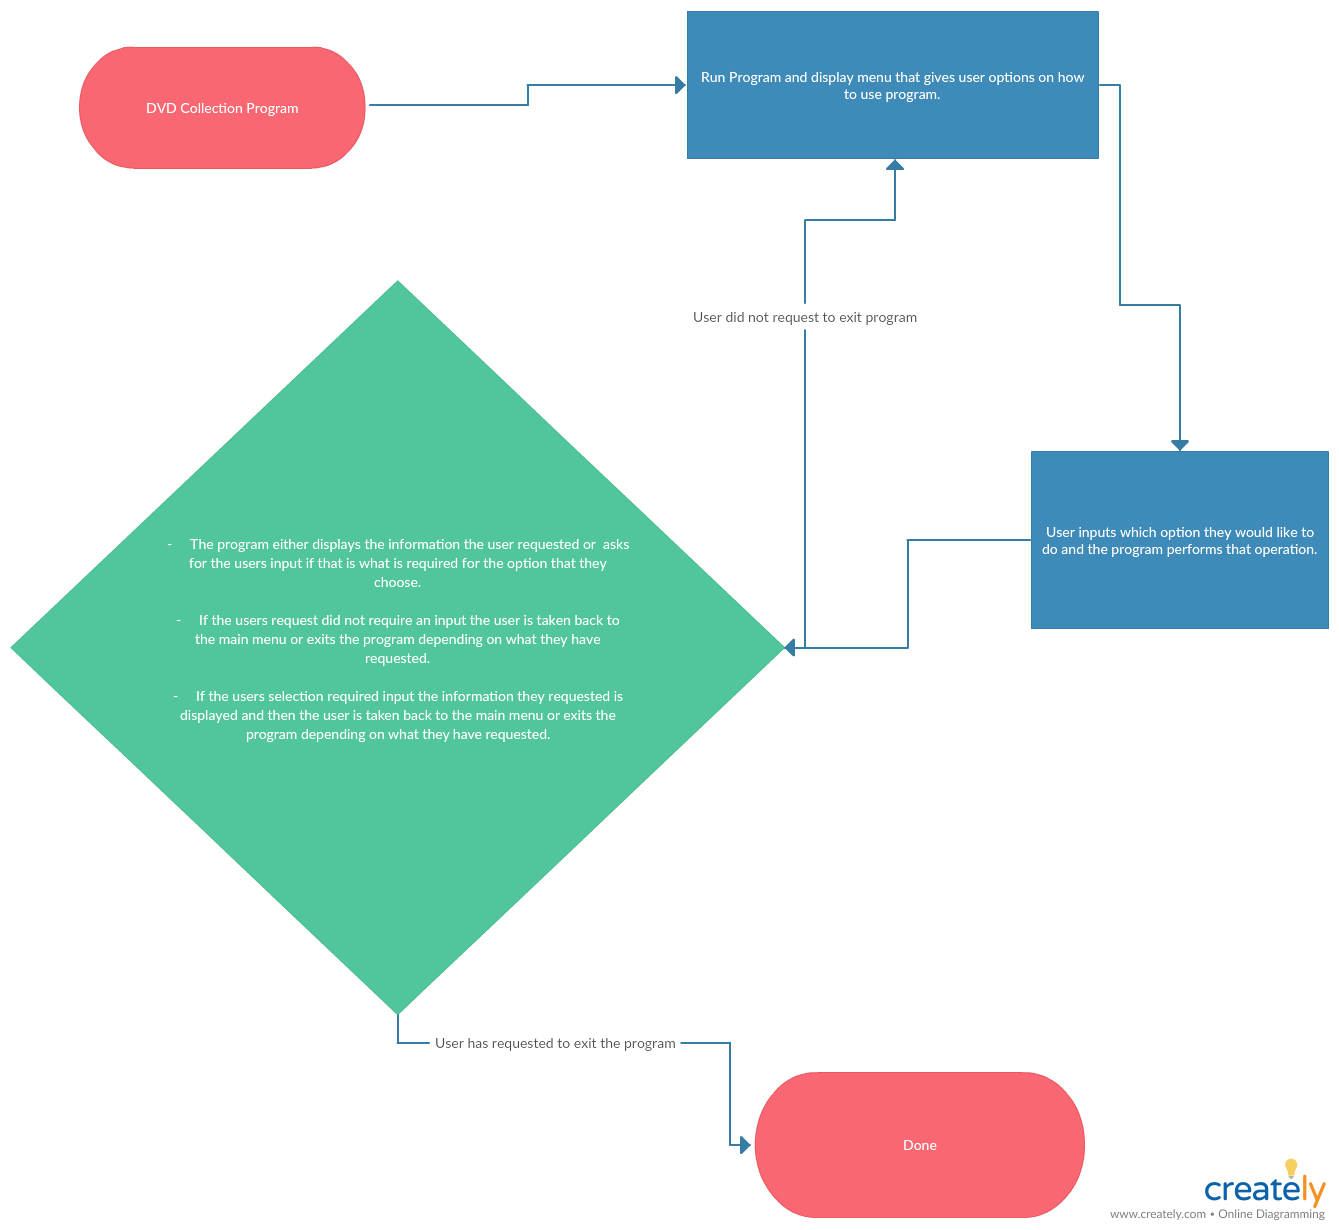 DVD Collection Program
Run Program and display menu that gives user options on how
to use program.
User did not request to exit program
User inputs which option they would like to
do and the program performs that operation.
- The program either displays the information the user requested or asks
for the users input if that is what is required for the option that they
choose.
- If the users request did not require an input the user is taken back to
the main menu or exits the program depending on what they have
requested.
- If the users selection required input the information they requested is
displayed and then the user is taken back to the main menu or exits the
program depending on what they have requested.
User has requested to exit the program
Done
creately
www.creately.com • Online Diagramming